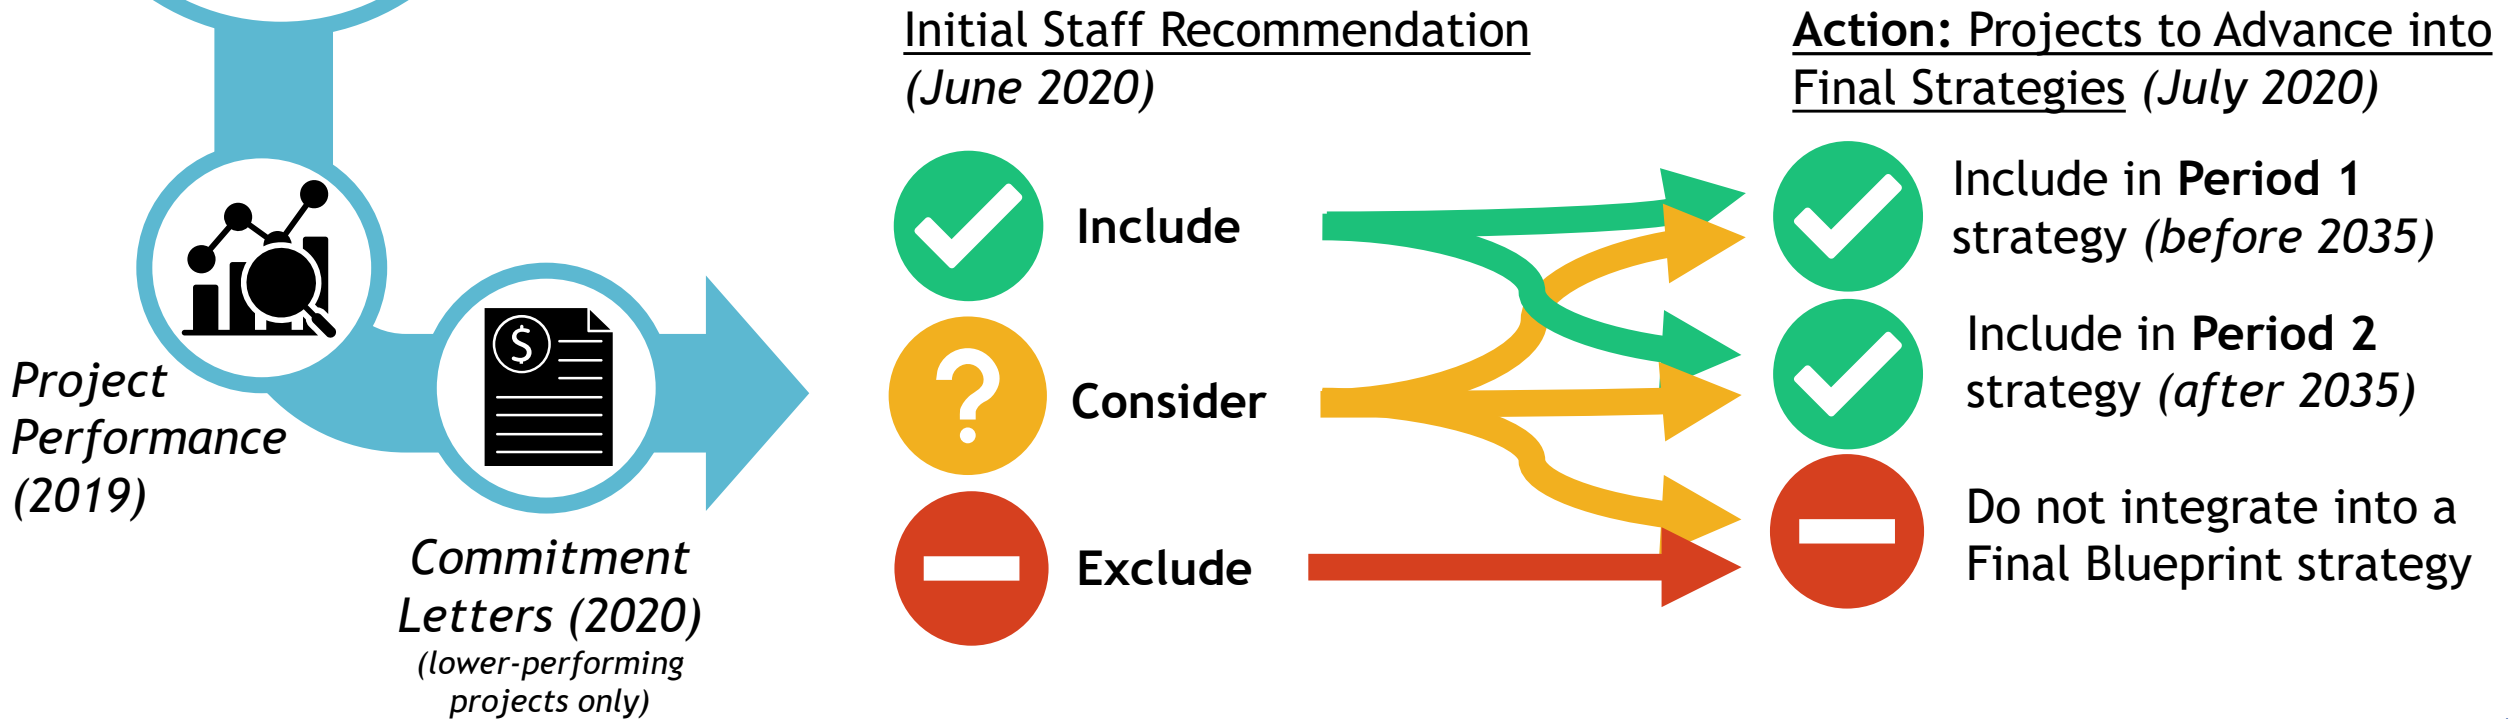 Project
Performance
(2019)
Commitment
Letters (2020)
(lower-performing
projects only)
$
Initial Staff Recommendation
(June 2020)
Include
?
Consider
Exclude
Action: Projects to Advance into
Final Strategies (July 2020)
Include in Period 1
strategy (before 2035)
Include in Period 2
strategy (after 2035)
Do not integrate into a
Final Blueprint strategy